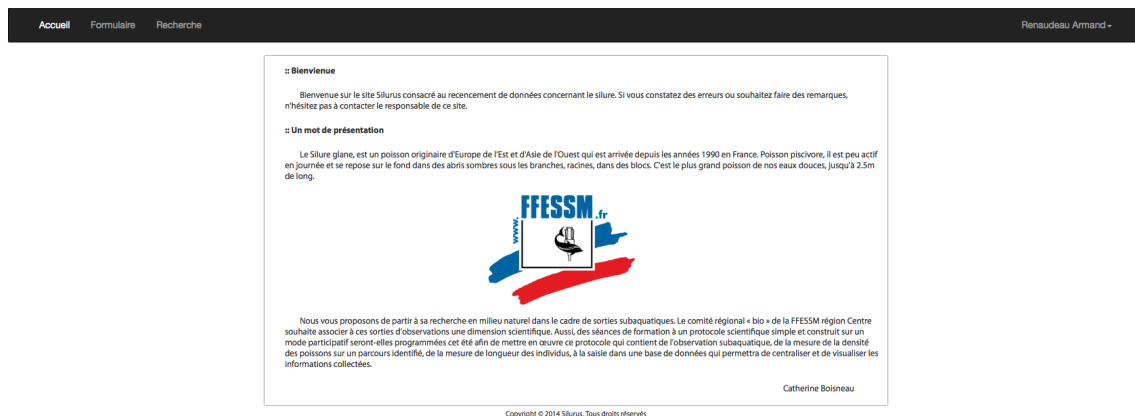 Accueil Formulaire Recherche Renaudeau Armand
:: Bienvienue
Bienvenue sur le site Silurus consacré au recencement de données concernant le silure. Si vous constatez des erreurs ou souhaitez faire des remarques,
n'hésitez pas à contacter le responsable de ce site.
:: Un mot de présentation
Le Silure glane, est un poisson originaire d'Europe de l'Est et d'Asie de l'Ouest qui est arrivée depuis les années 1990 en France. Poisson piscivore, il est peu actif
en journée et se repose sur le fond dans des abris sombres sous les branches, racines, dans des blocs. C'est le plus grand poisson de nos eaux douces, jusqu'à 2.5m
de long.
www.
FFESSM.fr
Nous vous proposons de partir à sa recherche en milieu naturel dans le cadre de sorties subaquatiques. Le comité régional « bio » de la FFESSM région Centre
souhaite associer à ces sorties d'observations une dimension scientifique. Aussi, des séances de formation à un protocole scientifique simple et construit sur un
mode participatif seront-elles programmées cet été afin de mettre en œuvre ce protocole qui contient de l'observation subaquatique, de la mesure de la densité
des poissons sur un parcours identifié, de la mesure de longueur des individus, à la saisie dans une base de données qui permettra de centraliser et de visualiser les
informations collectées.
Catherine Boisneau
Copyright © 2014 Silurus. Tous droits réservés